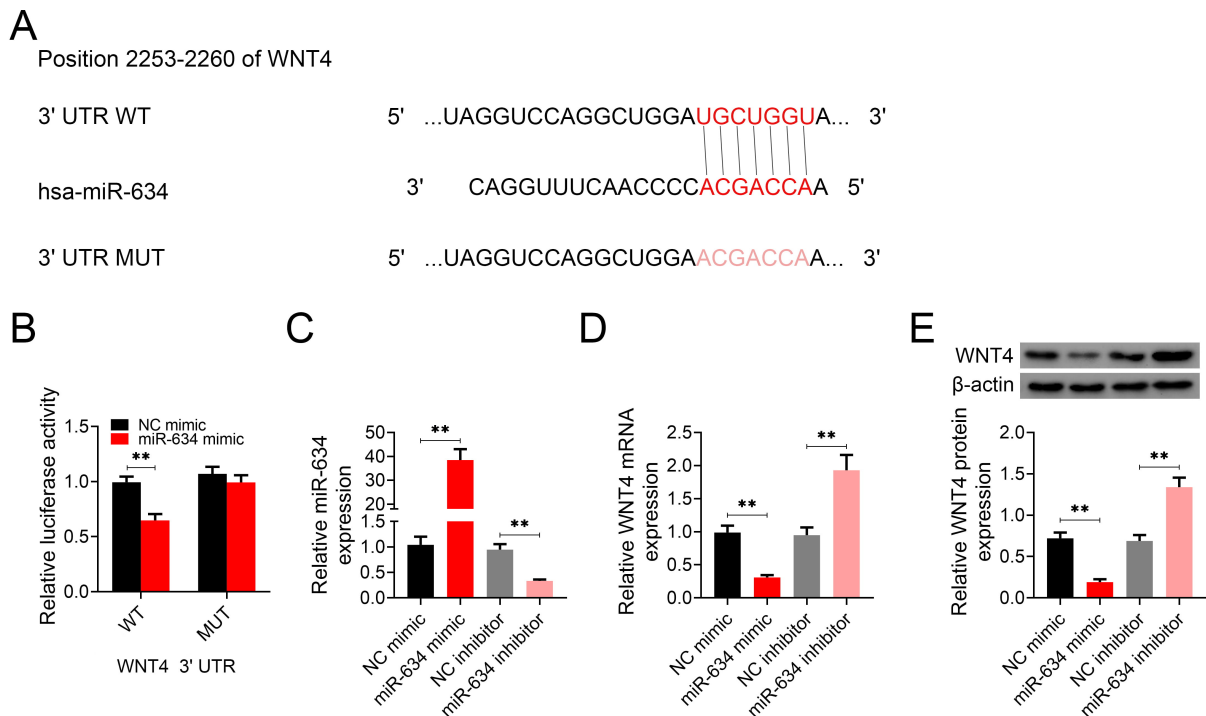 A
Position 2253-2260 of WNT4
3' UTR WT 5' ...UAGGUCCAGGCUGGAUGCUGGUA... 3'
hsa-miR-634 3' CAGGUUUCAACCCCACGACCAA 5'
3' UTR MUT 5' ...UAGGUCCAGGCUGGAACGACCAA... 3'
B
Relative luciferase activity
1.5
1.0
0.5
0.0
NC mimic
miR-634 mimic
**
WT
MUT
WNT4 3' UTR
C
Relative miR-634
expression
50
40
30
20
1.5
1.0
0.5
0.0
**
**
NC mimic
miR-634 mimic
NC inhibitor
miR-634 inhibitor
D
Relative WNT4 mRNA
expression
2.5
2.0
1.5
1.0
0.5
0.0
**
**
NC mimic
miR-634 mimic
NC inhibitor
miR-634 inhibitor
E
WNT4
β-actin
Relative WNT4 protein
expression
2.0
1.5
1.0
0.5
0.0
**
**
NC mimic
miR-634 mimic
NC inhibitor
miR-634 inhibitor